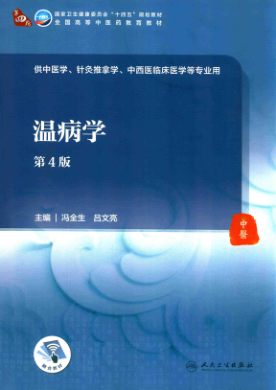 国家卫生健康委员会“十四五”规划教材
全国高等中医药教育教材
供中医学、针灸推拿学、中西医临床医学等专业用
温病学
第4版
主编 冯全生 吕文亮
中医
融合教材
人民卫生出版社